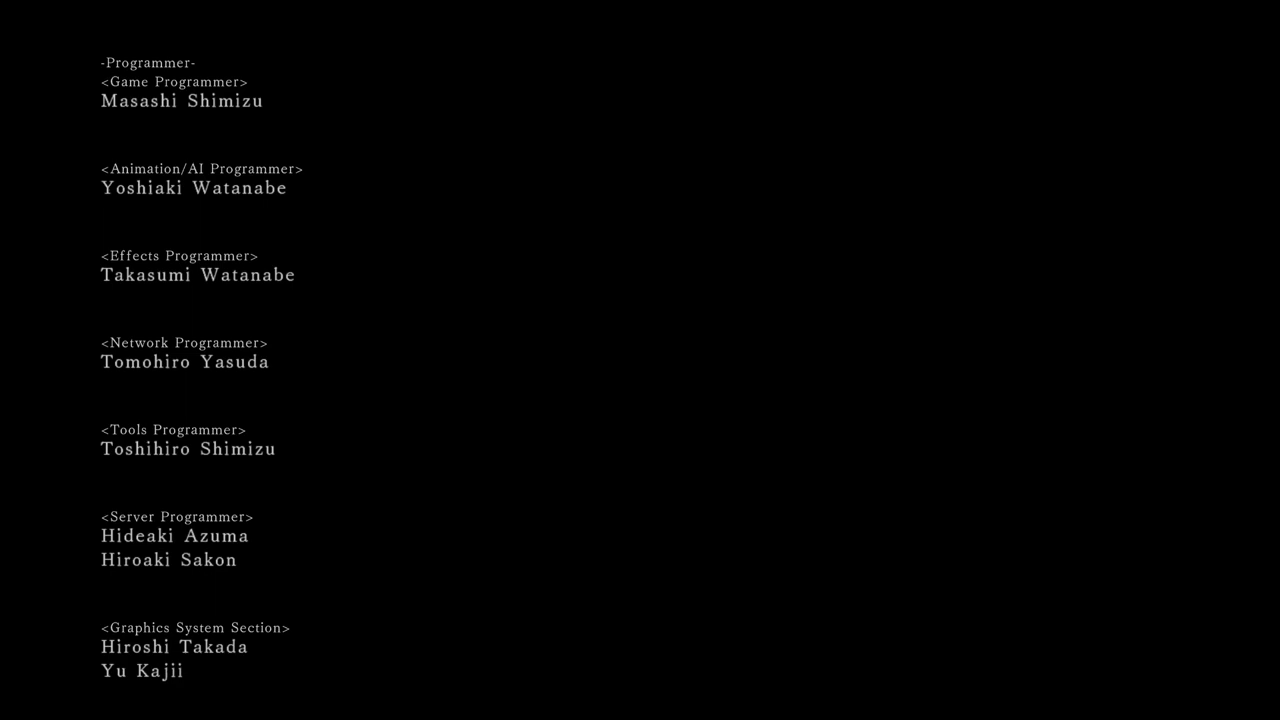 -Programmer-
<Game Programmer>
Masashi Shimizu
<Animation/AI Programmer>
Yoshiaki Watanabe
<Effects Programmer>
Takasumi Watanabe
<Network Programmer>
Tomohiro Yasuda
<Tools Programmer>
Toshihiro Shimizu
<Server Programmer>
Hideaki Azuma
Hiroaki Sakon
<Graphics System Section>
Hiroshi Takada
Yu Kajii